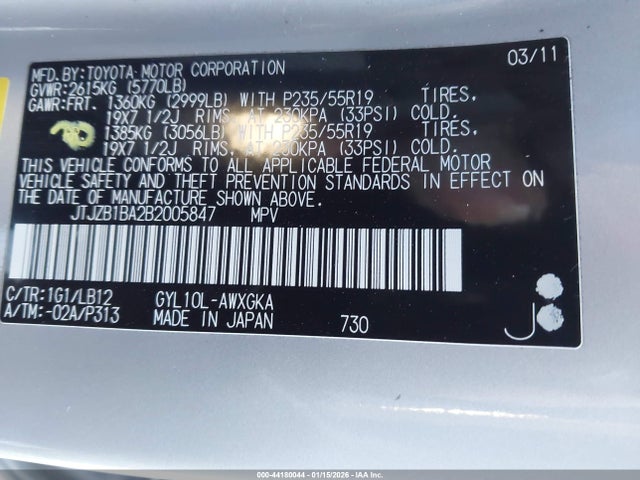 MFD.BY:TOYOTA MOTOR CORPORATION 03/11
GVWR:2615KG (5770LB)
GAWR:FRT. 1360KG (2999LB) WITH P235/55R19 TIRES.
19X7 1/2J RIMS. AT 230KPA (33PSI) COLD.
1385KG (3056LB) WITH P235/55R19 TIRES.
19X7 1/2J RIMS. AT 230KPA (33PSI) COLD.
THIS VEHICLE CONFORMS TO ALL APPLICABLE FEDERAL MOTOR
VEHICLE SAFETY AND THEFT PREVENTION STANDARDS IN EFFECT ON
THE DATE OF MANUFACTURE SHOWN ABOVE.
JTJZB1BA2B2005847 MPV
C/TR:1G1/LB12 GYL10L-AWXGKA
A/TM:-02A/P313 MADE IN JAPAN 730
J
000-44180044 - 01/15/2026 - IAA Inc.